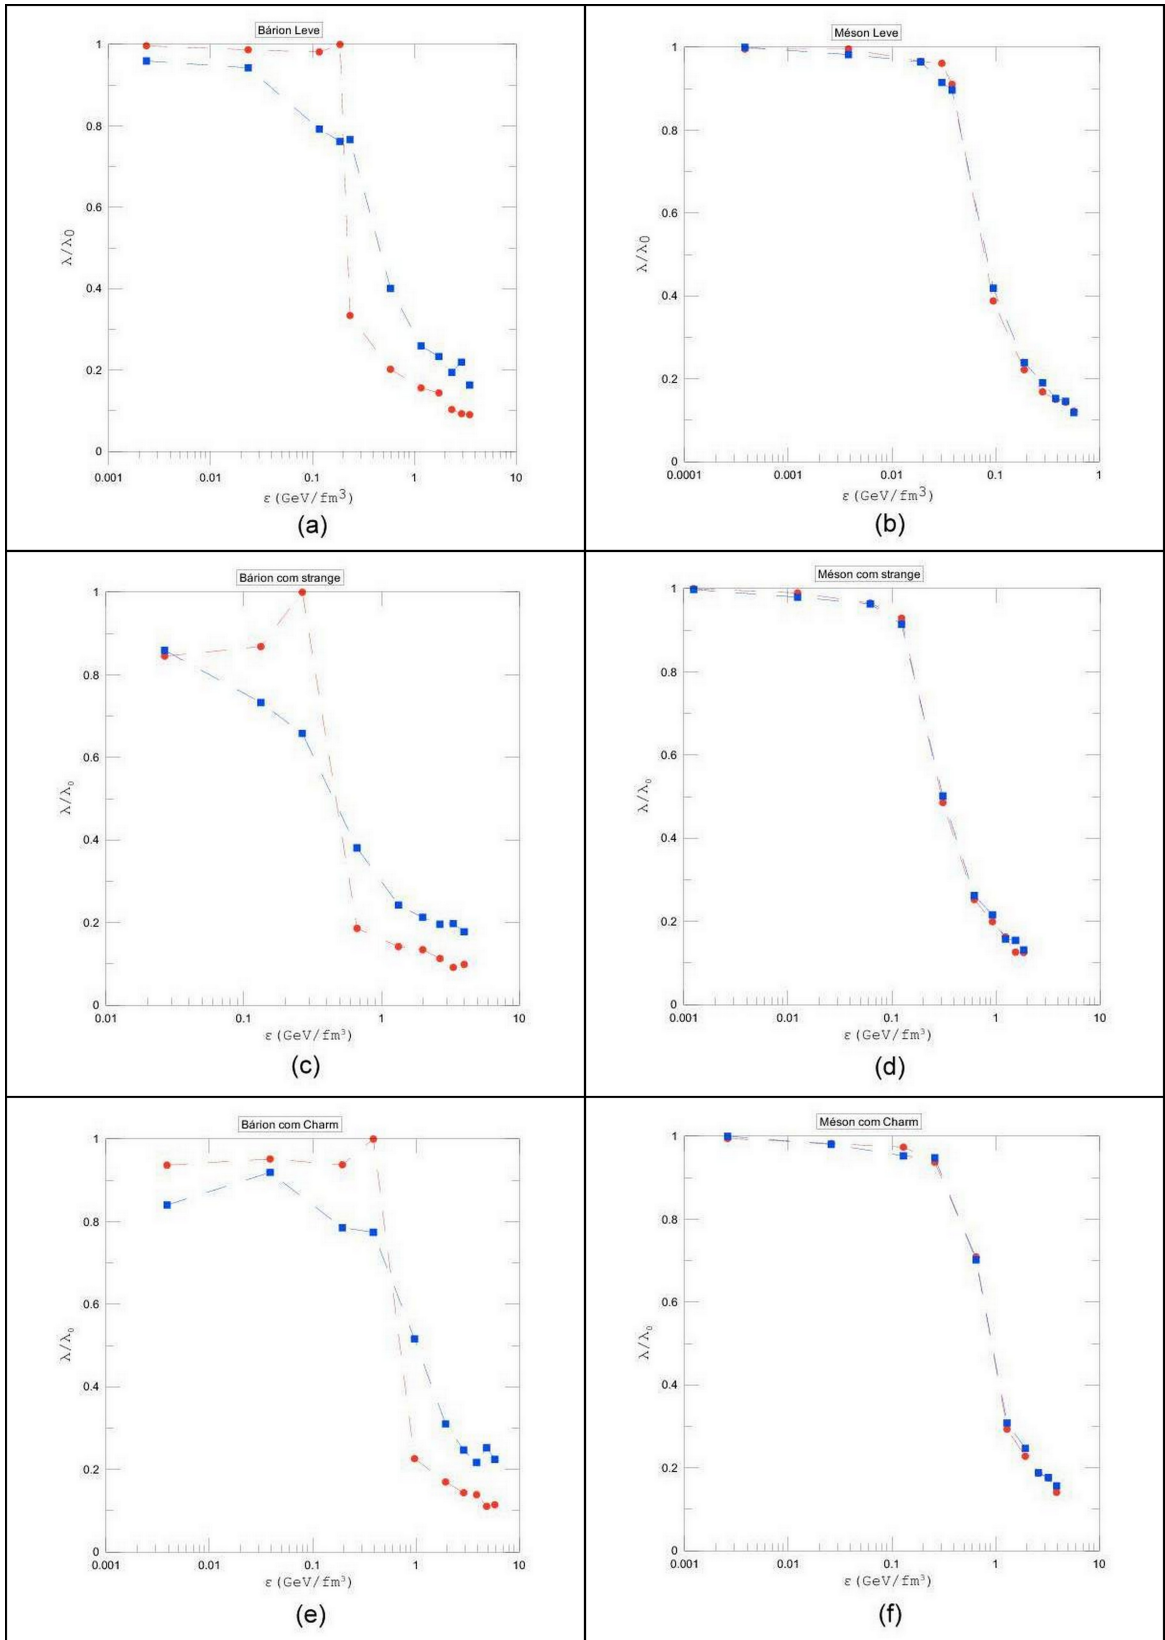 Bárion Leve
1
0.8
0.6
λ/λ0
0.4
0.2
0
0.001
0.01
0.1
1
10
ε(GeV/fm3)
(a)
Méson Leve
1
0.8
0.6
λ/λ0
0.4
0.2
0
0.0001
0.001
0.01
0.1
1
ε(GeV/fm3)
(b)
Bárion com strange
1
0.8
0.6
λ/λ0
0.4
0.2
0
0.01
0.1
1
10
ε(GeV/fm³)
(c)
Méson com strange
1
0.8
0.6
λ/λ0
0.4
0.2
0
0.001
0.01
0.1
1
10
ε(GeV/fm³)
(d)
Bárion com Charm
1
0.8
0.6
λ/λ0
0.4
0.2
0
0.001
0.01
0.1
1
10
ε(GeV/fm³)
(e)
Méson com Charm
1
0.8
0.6
λ/λ0
0.4
0.2
0
0.001
0.01
0.1
1
10
ε(GeV/fm³)
(f)